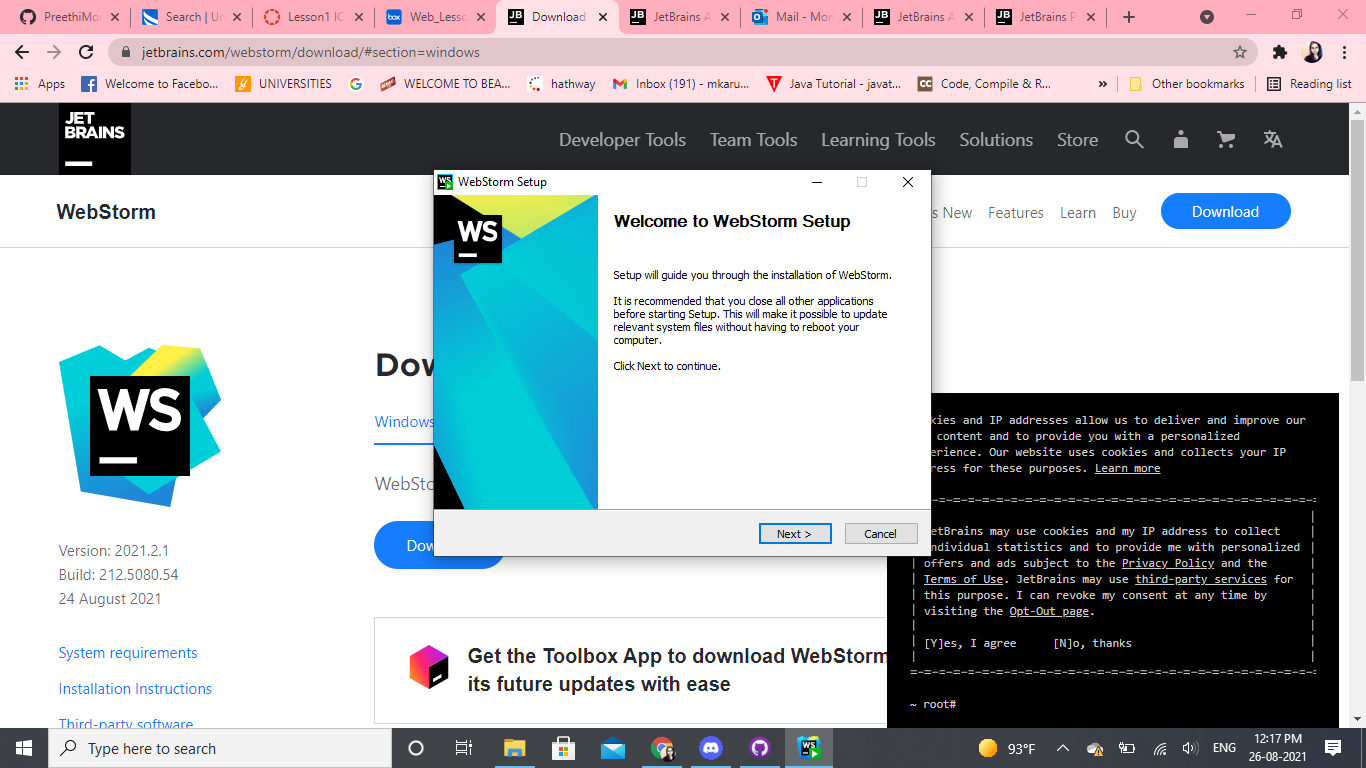 PreethiMo
Search | Un
Lesson1 IC
Web_Lesso
JB
Download
JB
JetBrains A
Mail - Mon
JB
JetBrains A
JB
JetBrains P
jetbrains.com/webstorm/download/#section=windows
Apps
Welcome to Facebo...
UNIVERSITIES
WELCOME TO BEA...
hathway
Inbox (191) - mkaru...
Java Tutorial - javat...
Code, Compile & R...
»
Other bookmarks
Reading list
JET
BRAINS
Developer Tools
Team Tools
Learning Tools
Solutions
Store
WebStorm
s New
Features
Learn
Buy
Download
WebStorm Setup
WS
Welcome to WebStorm Setup
Setup will guide you through the installation of WebStorm.
It is recommended that you close all other applications
before starting Setup. This will make it possible to update
relevant system files without having to reboot your
computer.
Click Next to continue.
Next >
Cancel
WS
Version: 2021.2.1
Build: 212.5080.54
24 August 2021
System requirements
Installation Instructions
Third-party software
Dow
Windows
WebSto
Dow
Get the Toolbox App to download WebStorm
its future updates with ease
kies and IP addresses allow us to deliver and improve our
content and to provide you with a personalized
erience. Our website uses cookies and collects your IP
ress for these purposes. Learn more
etBrains may use cookies and my IP address to collect
ndividual statistics and to provide me with personalized
offers and ads subject to the Privacy Policy and the
Terms of Use. JetBrains may use third-party services for
this purpose. I can revoke my consent at any time by
visiting the Opt-Out page.
[Y]es, I agree [N]o, thanks
~ root#
Type here to search
93°F
ENG
12:17 PM
26-08-2021